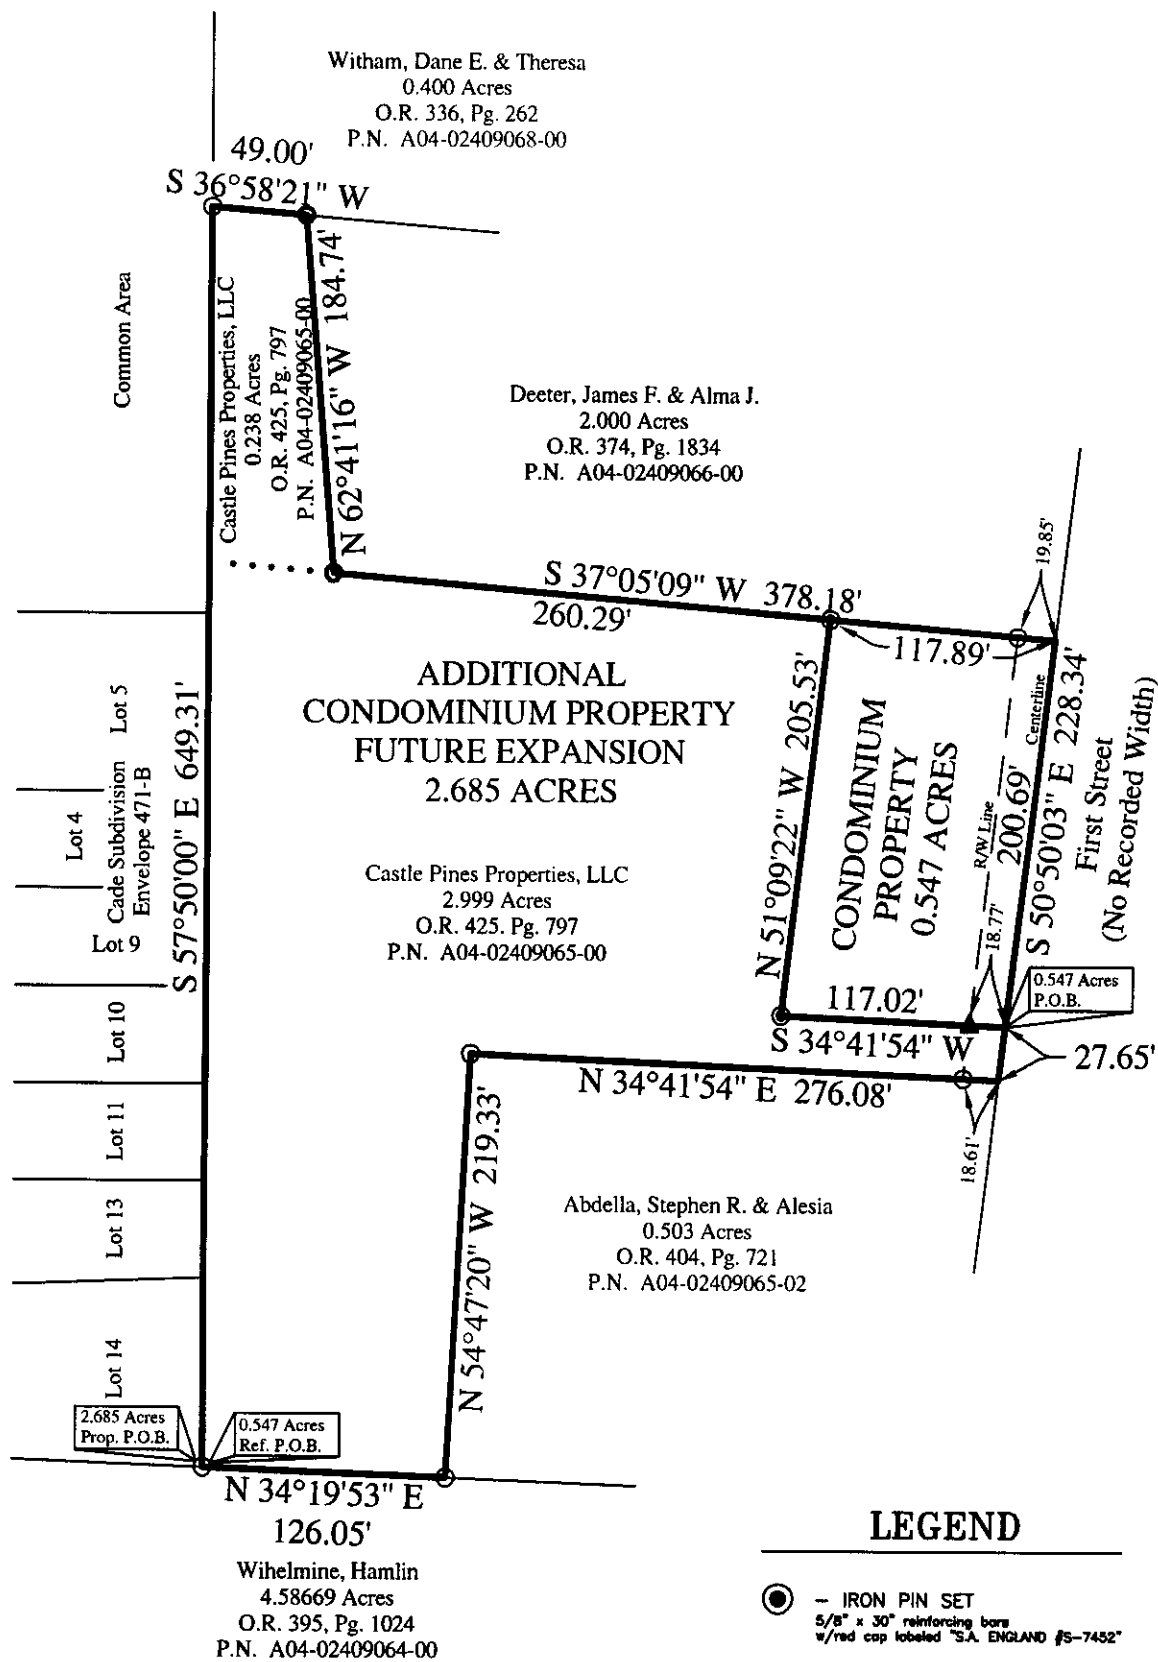 Witham, Dane E. & Theresa
0.400 Acres
O.R. 336, Pg. 262
P.N. A04-02409068-00
49.00'
S 36°58'21" W
Common Area
Castle Pines Properties, LLC
0.238 Acres
O.R. 425, Pg. 797
P.N. A04-02409065-00
N 62°41'16" W 184.74'
Deeter, James F. & Alma J.
2.000 Acres
O.R. 374, Pg. 1834
P.N. A04-02409066-00
19.85'
S 37°05'09" W 378.18'
260.29'
117.89'
ADDITIONAL
CONDOMINIUM PROPERTY
FUTURE EXPANSION
2.685 ACRES
Castle Pines Properties, LLC
2.999 Acres
O.R. 425. Pg. 797
P.N. A04-02409065-00
N 51°09'22" W 205.53'
CONDOMINIUM
PROPERTY
0.547 ACRES
R/W Line
200.69'
Centerline
S 50°50'03" E 228.34'
First Street
(No Recorded Width)
18.77'
0.547 Acres
P.O.B.
117.02'
S 34°41'54" W
27.65'
N 34°41'54" E 276.08'
18.61'
S 57°50'00" E 649.31'
Lot 5
Lot 4
Cade Subdivision
Envelope 471-B
Lot 9
Lot 10
Lot 11
Lot 13
Lot 14
N 54°47'20" W 219.33'
Abdella, Stephen R. & Alesia
0.503 Acres
O.R. 404, Pg. 721
P.N. A04-02409065-02
2.685 Acres
Prop. P.O.B.
0.547 Acres
Ref. P.O.B.
N 34°19'53" E
126.05'
Wihelmine, Hamlin
4.58669 Acres
O.R. 395, Pg. 1024
P.N. A04-02409064-00
LEGEND
– IRON PIN SET
5/8" x 30" reinforcing bars
w/red cap labeled "S.A. ENGLAND #S-7452"